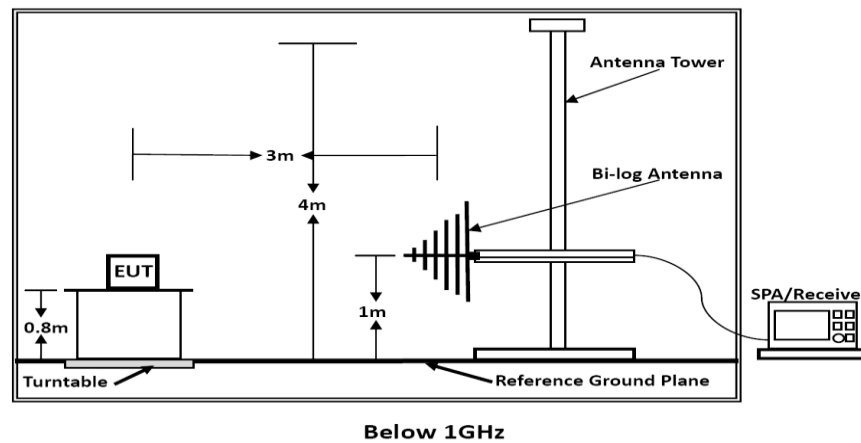 Antenna Tower
3m
Bi-log Antenna
4m
EUT
SPA/Receive
0.8m
1m
Turntable
Reference Ground Plane
Below 1GHz